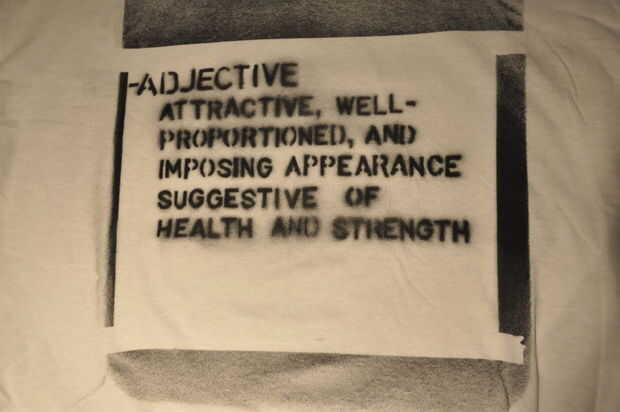 -ADJECTIVE
ATTRACTIVE, WELL-
PROPORTIONED, AND
IMPOSING APPEARANCE
SUGGESTIVE OF
HEALTH AND STRENGTH